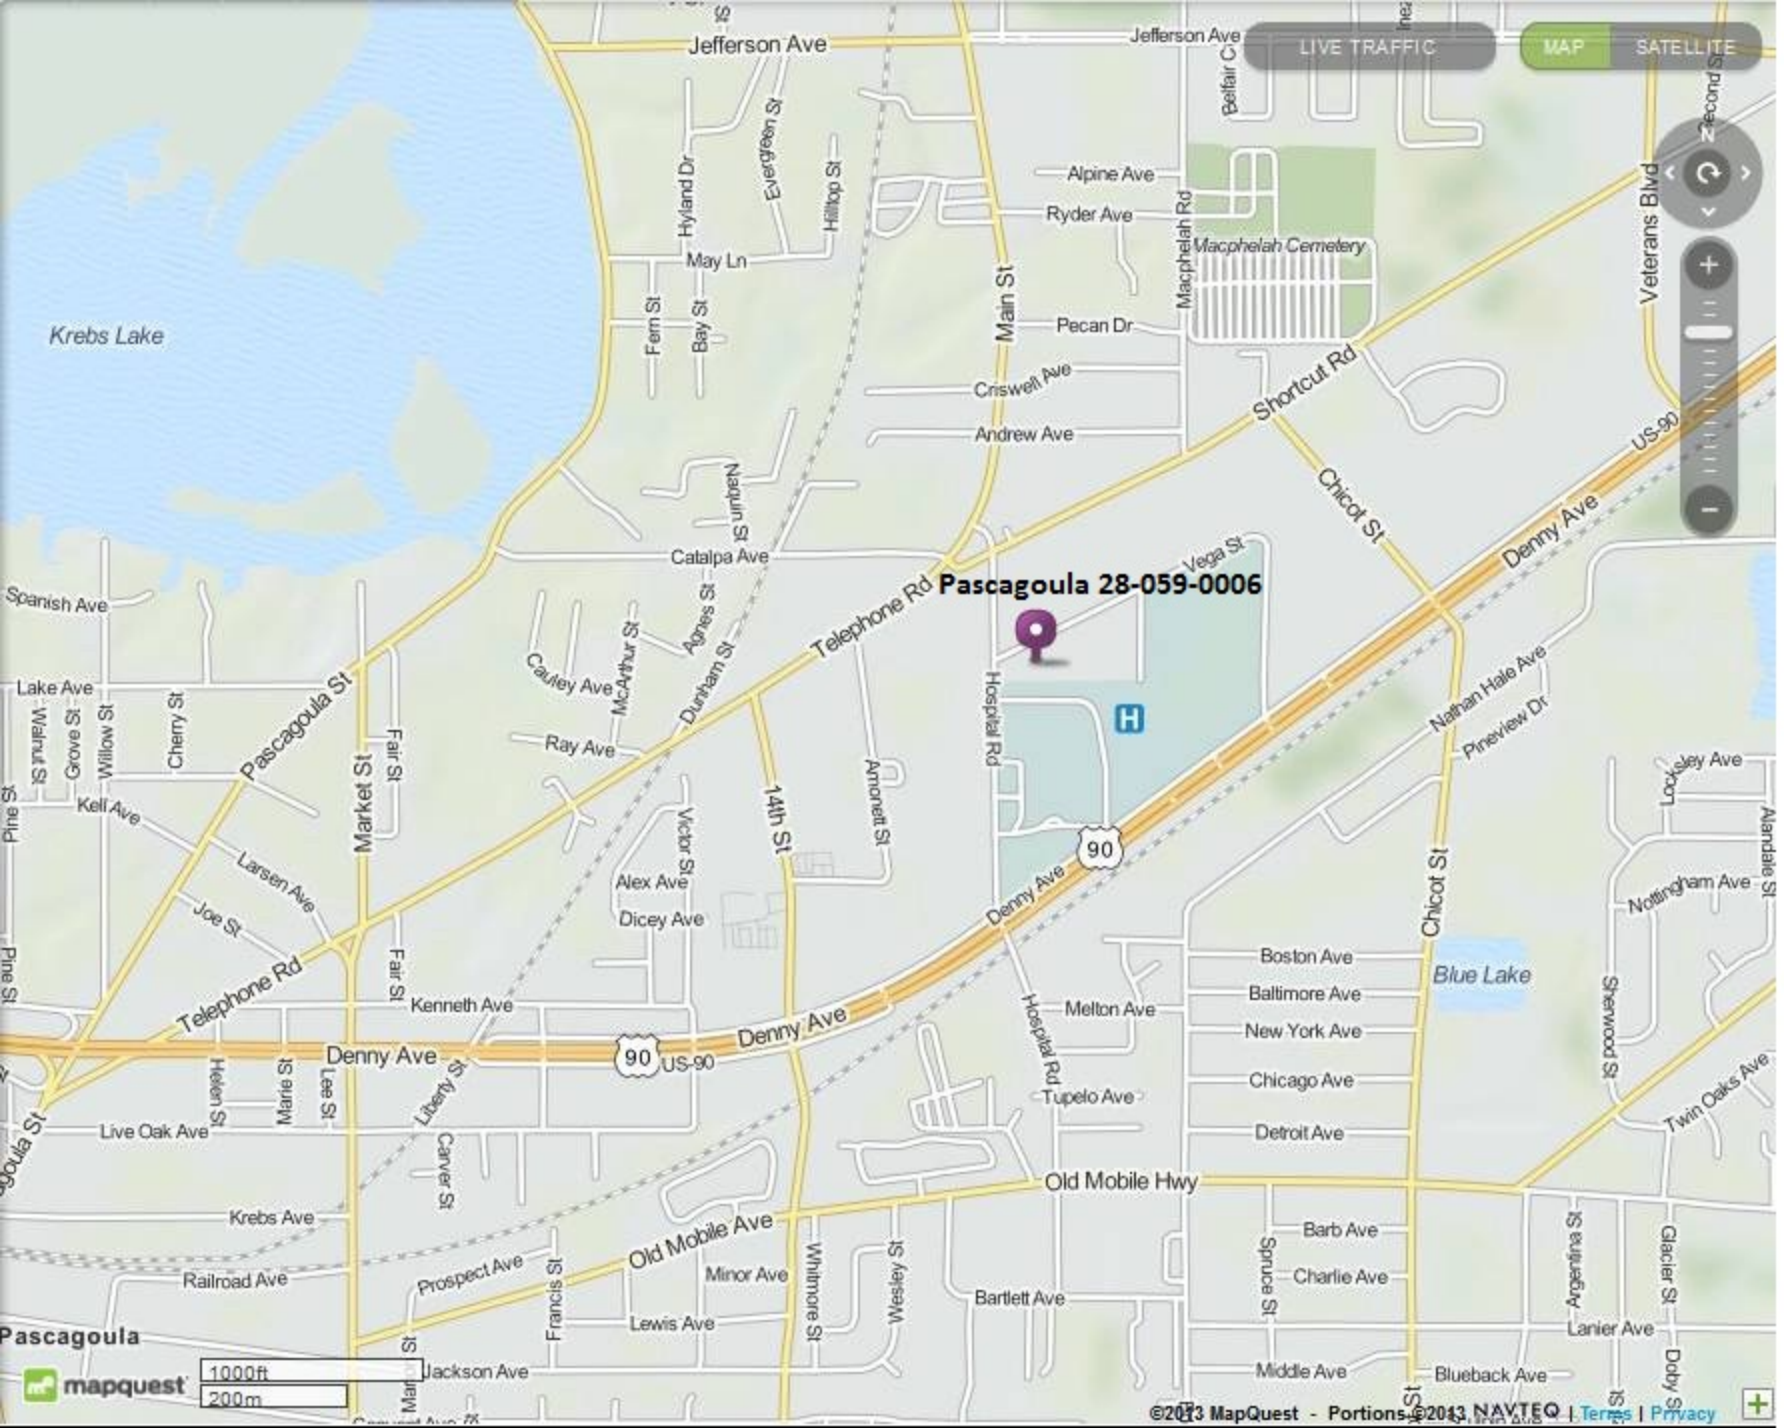 St
Jefferson Ave
Jefferson Ave
LIVE TRAFFIC
MAP
SATELLITE
Belfair C
Second S
N
Hyland Dr
Evergreen St
Hilltop St
Alpine Ave
Ryder Ave
Macphelah Rd
Macphelah Cemetery
Veterans Blvd
May Ln
Main St
Fern St
Bay St
Pecan Dr
Krebs Lake
Criswell Ave
Shortcut Rd
Andrew Ave
US-90
Naquin St
Chicot St
Denny Ave
Catalpa Ave
Vega St
Pascagoula 28-059-0006
Spanish Ave
Telephone Rd
Agnes St
McArthur St
Cauley Ave
Dunham St
Lake Ave
Pascagoula St
Hospital Rd
H
Nathan Hale Ave
Pineview Dr
Walnut St
Grove St
Willow St
Cherry St
Fair St
Ray Ave
Amonett St
Locksley Ave
Pine St
Kell Ave
Market St
14th St
Victor St
90
Alandale St
Larsen Ave
Alex Ave
Denny Ave
Chicot St
Nottingham Ave
Joe St
Dicey Ave
Pine St
Telephone Rd
Fair St
Boston Ave
Blue Lake
Kenneth Ave
Baltimore Ave
Melton Ave
Sherwood St
Denny Ave
New York Ave
Denny Ave
90
US-90
Hospital Rd
Helen St
Marie St
Lee St
Liberty St
Tupelo Ave
Chicago Ave
Twin Oaks Ave
Live Oak Ave
Detroit Ave
goula St
Carver St
Old Mobile Hwy
Krebs Ave
Old Mobile Ave
Barb Ave
Railroad Ave
Prospect Ave
Francis St
Minor Ave
Whitmore St
Wesley St
Spruce St
Charlie Ave
Argentina St
Glacier St
Bartlett Ave
Pascagoula
Lewis Ave
Lanier Ave
mapquest
1000ft
200m
Jackson Ave
Middle Ave
Blueback Ave
Doby S
©2013 MapQuest - Portions ©2013 NAVTEQ | Terms | Privacy